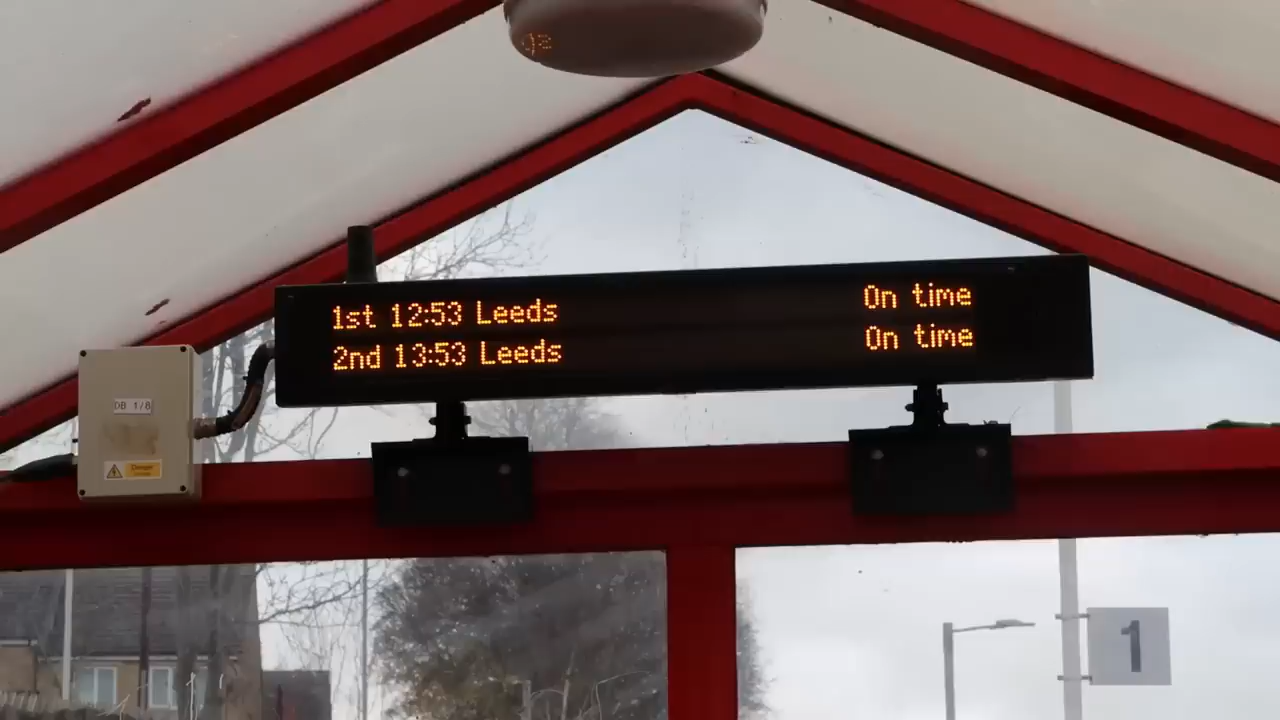 1st 12:53 Leeds On time
2nd 13:53 Leeds On time
DB 1/8
Danger
1